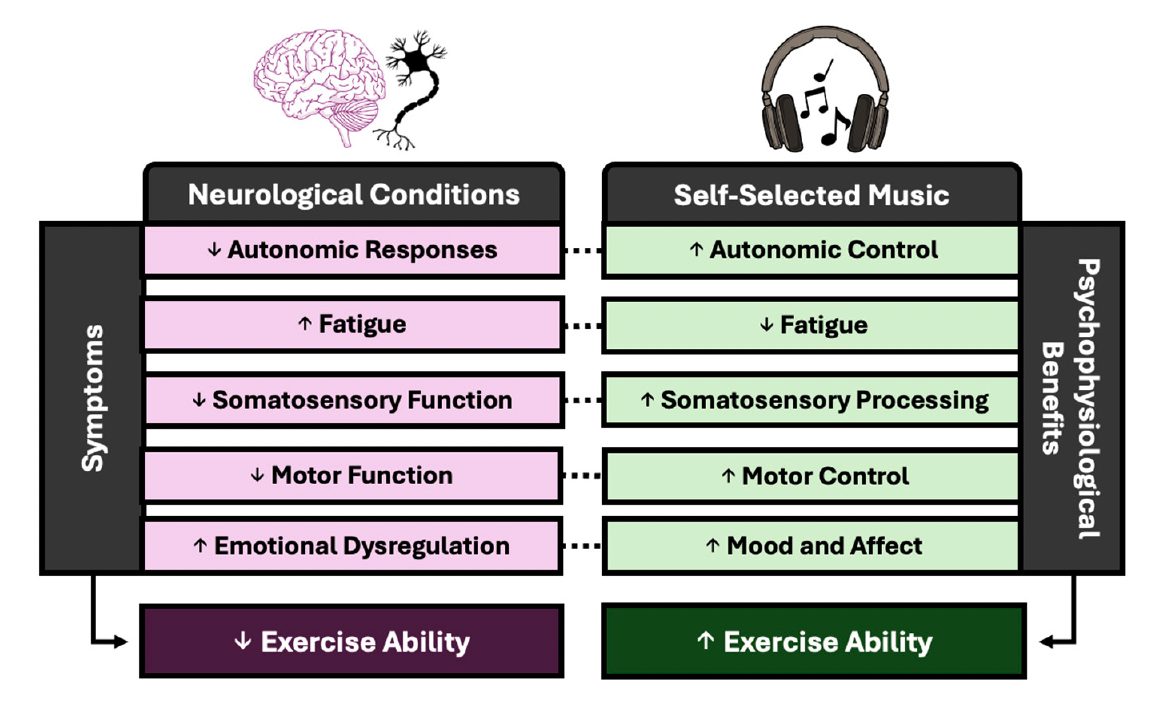 Neurological Conditions
Self-Selected Music
Symptoms
↓ Autonomic Responses
↑ Autonomic Control
↑ Fatigue
↓ Fatigue
↓ Somatosensory Function
↑ Somatosensory Processing
↓ Motor Function
↑ Motor Control
↑ Emotional Dysregulation
↑ Mood and Affect
Psychophysiological
Benefits
↓ Exercise Ability
↑ Exercise Ability